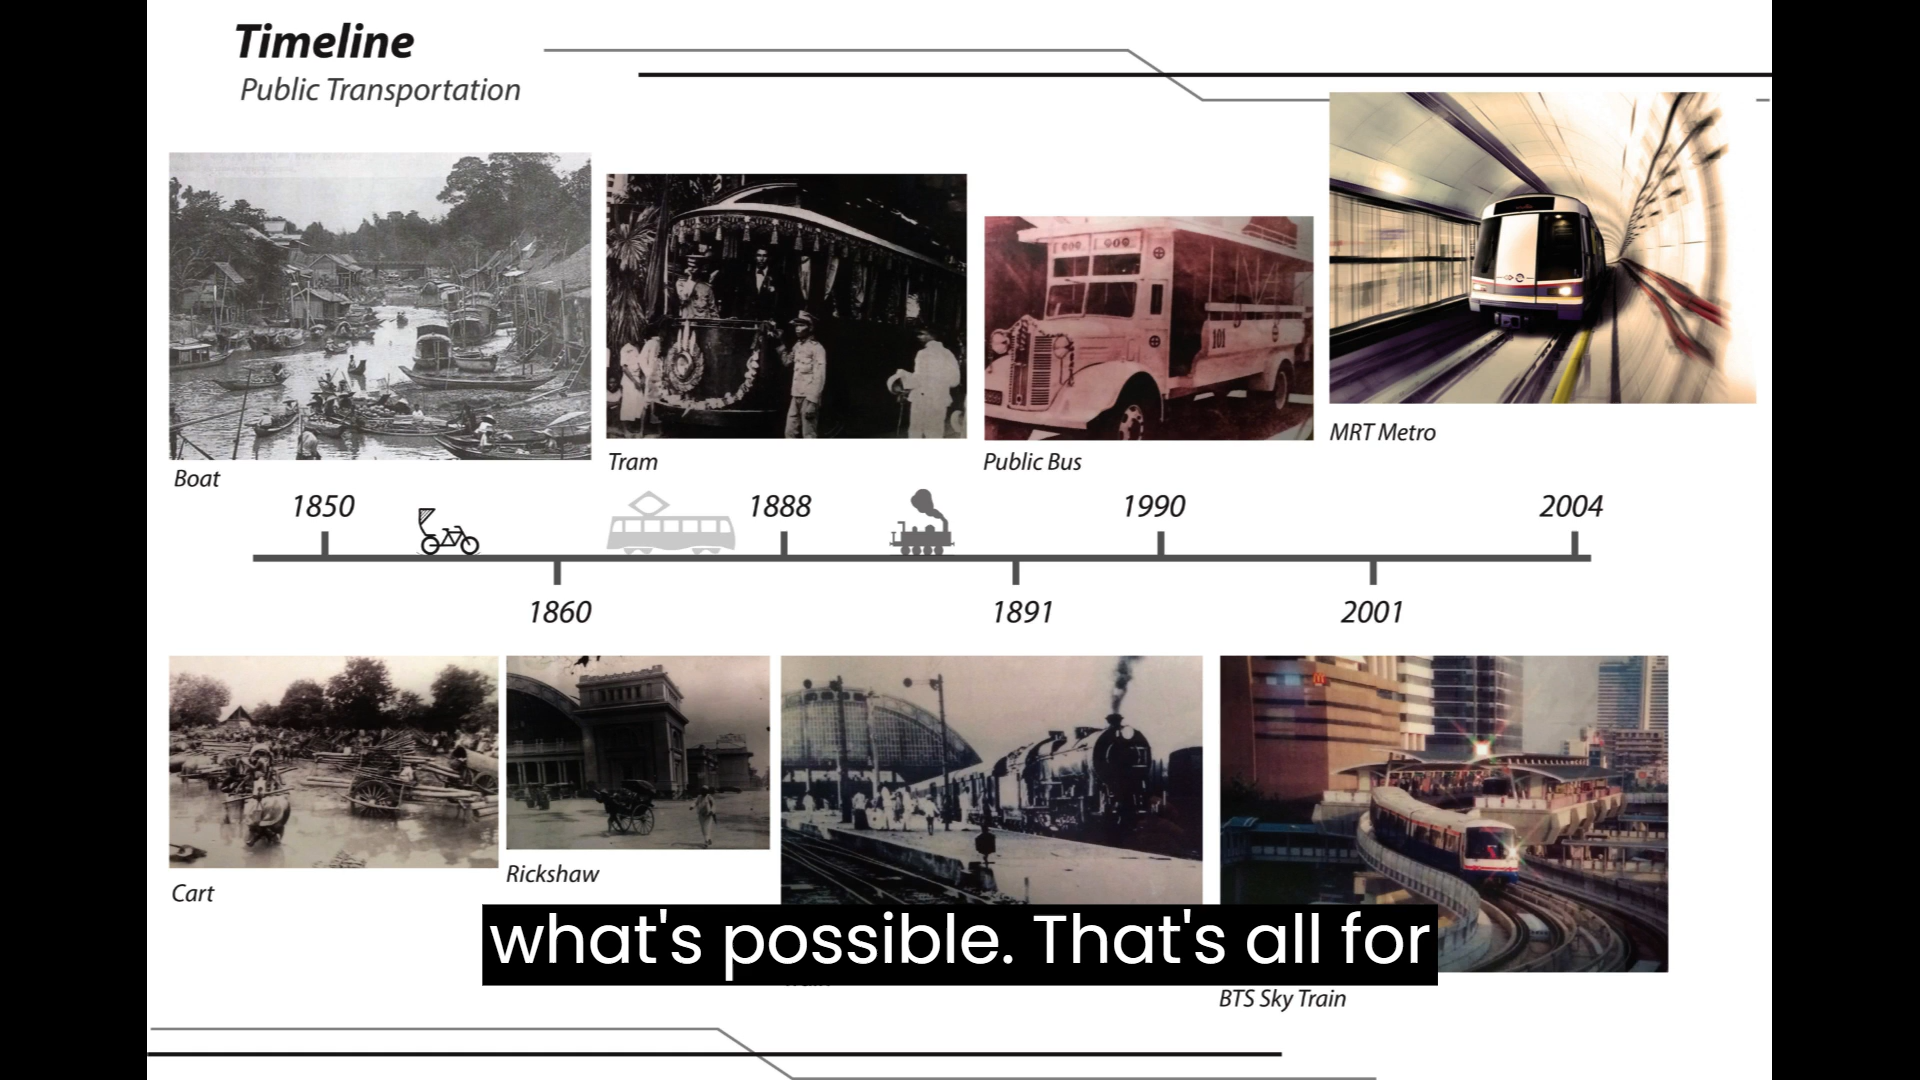 Timeline
Public Transportation
Boat
Tram
Public Bus
101
MRT Metro
1850
1888
1990
2004
1860
1891
2001
Cart
Rickshaw
BTS Sky Train
what's possible. That's all for